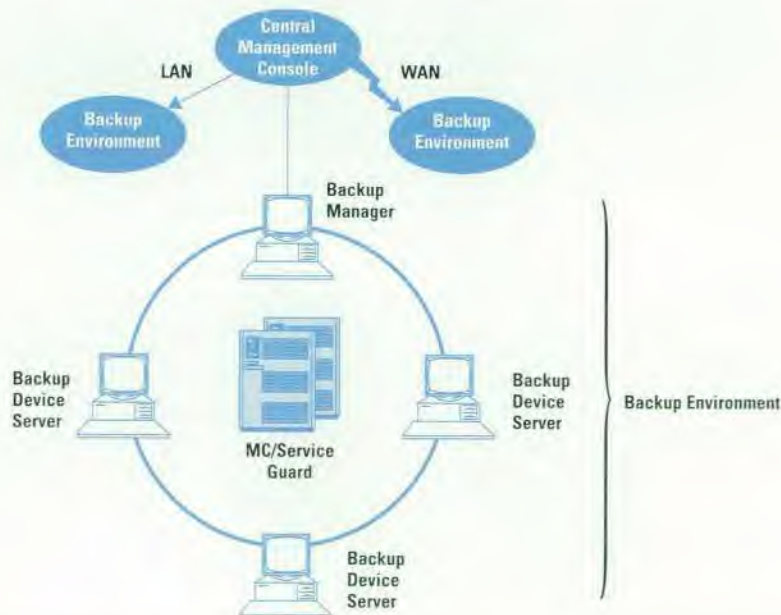 Central
Management
Console
LAN
WAN
Backup
Environment
Backup
Environment
Backup
Manager
Backup
Device
Server
Backup
Device
Server
Backup Environment
MC/Service
Guard
Backup
Device
Server